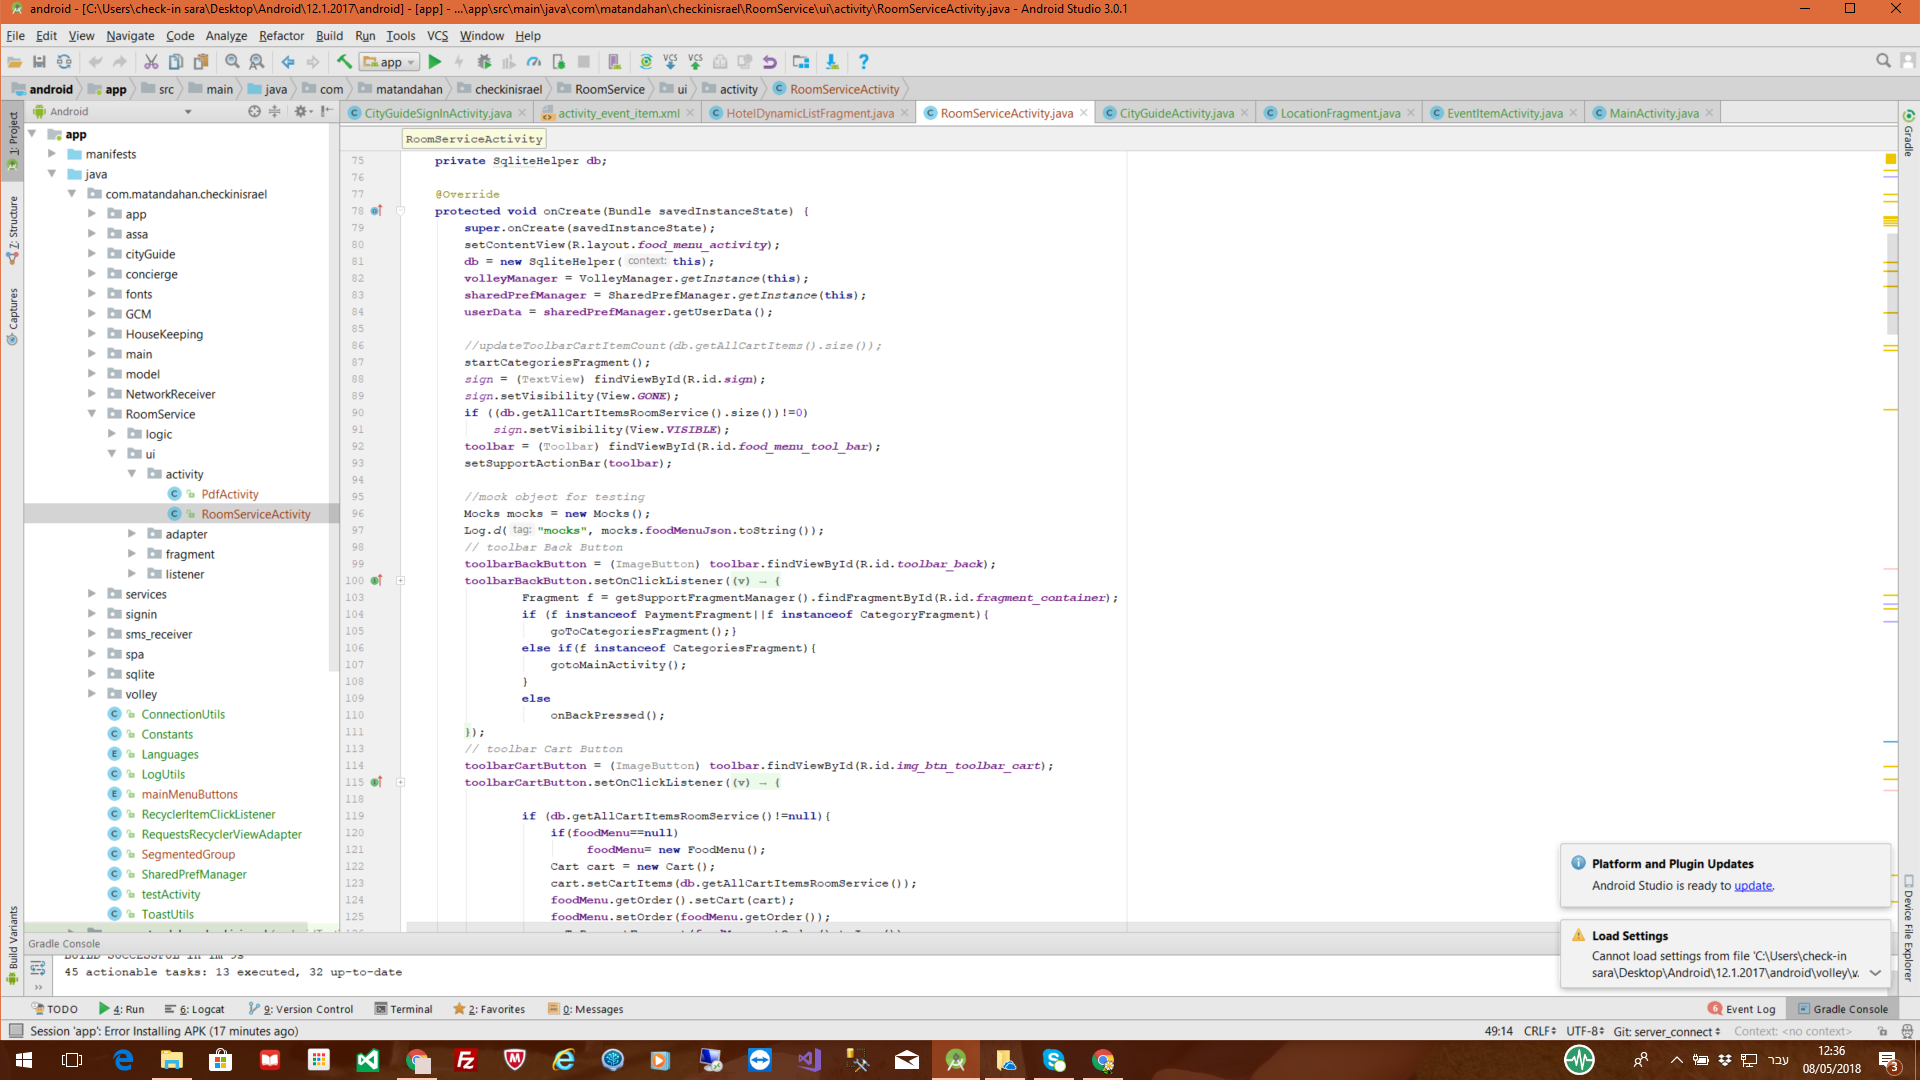 android - [C:\Users\check-in sara\Desktop\Android\12.1.2017\android] - [app] - ...\app\src\main\java\com\matandahan\checkinisrael\RoomService\ui\activity\RoomServiceActivity.java - Android Studio 3.0.1
File Edit View Navigate Code Analyze Refactor Build Run Tools VCS Window Help
app
android app src main java com matandahan checkinisrael RoomService ui activity RoomServiceActivity
Android
CityGuideSignInActivity.java activity_event_item.xml HotelDynamicListFragment.java RoomServiceActivity.java CityGuideActivity.java LocationFragment.java EventItemActivity.java MainActivity.java
1: Project
7: Structure
Captures
Build Variants
app
manifests
java
com.matandahan.checkinisrael
app
assa
cityGuide
concierge
fonts
GCM
HouseKeeping
main
model
NetworkReceiver
RoomService
logic
ui
activity
PdfActivity
RoomServiceActivity
adapter
fragment
listener
services
signin
sms_receiver
spa
sqlite
volley
ConnectionUtils
Constants
Languages
LogUtils
mainMenuButtons
RecyclerItemClickListener
RequestsRecyclerViewAdapter
SegmentedGroup
SharedPrefManager
testActivity
ToastUtils
RoomServiceActivity
75 private SqliteHelper db;
76
77 @Override
78 protected void onCreate(Bundle savedInstanceState) {
79 super.onCreate(savedInstanceState);
80 setContentView(R.layout.food_menu_activity);
81 db = new SqliteHelper( context: this);
82 volleyManager = VolleyManager.getInstance(this);
83 sharedPrefManager = SharedPrefManager.getInstance(this);
84 userData = sharedPrefManager.getUserData();
85
86 //updateToolbarCartItemCount(db.getAllCartItems().size());
87 startCategoriesFragment();
88 sign = (TextView) findViewById(R.id.sign);
89 sign.setVisibility(View.GONE);
90 if ((db.getAllCartItemsRoomService().size())!=0)
91 sign.setVisibility(View.VISIBLE);
92 toolbar = (Toolbar) findViewById(R.id.food_menu_tool_bar);
93 setSupportActionBar(toolbar);
94
95 //mock object for testing
96 Mocks mocks = new Mocks();
97 Log.d( tag: "mocks", mocks.foodMenuJson.toString());
98 // toolbar Back Button
99 toolbarBackButton = (ImageButton) toolbar.findViewById(R.id.toolbar_back);
100 toolbarBackButton.setOnClickListener((v) → {
103 Fragment f = getSupportFragmentManager().findFragmentById(R.id.fragment_container);
104 if (f instanceof PaymentFragment||f instanceof CategoryFragment){
105 goToCategoriesFragment();}
106 else if(f instanceof CategoriesFragment){
107 gotoMainActivity();
108 }
109 else
110 onBackPressed();
111 });
113 // toolbar Cart Button
114 toolbarCartButton = (ImageButton) toolbar.findViewById(R.id.img_btn_toolbar_cart);
115 toolbarCartButton.setOnClickListener((v) → {
118
119 if (db.getAllCartItemsRoomService()!=null){
120 if(foodMenu==null)
121 foodMenu= new FoodMenu();
122 Cart cart = new Cart();
123 cart.setCartItems(db.getAllCartItemsRoomService());
124 foodMenu.getOrder().setCart(cart);
125 foodMenu.setOrder(foodMenu.getOrder());
Gradle
Device File Explorer
Platform and Plugin Updates
Android Studio is ready to update.
Load Settings
Cannot load settings from file 'C:\Users\check-in
sara\Desktop\Android\12.1.2017\android\volley\v.
Gradle Console
BUILD SUCCESSFUL in 1m 9s
45 actionable tasks: 13 executed, 32 up-to-date
TODO 4: Run 6: Logcat 9: Version Control Terminal 2: Favorites 0: Messages 6 Event Log Gradle Console
Session 'app': Error Installing APK (17 minutes ago) 49:14 CRLF UTF-8 Git: server_connect Context: <no context>
עבר
12:36
08/05/2018
3